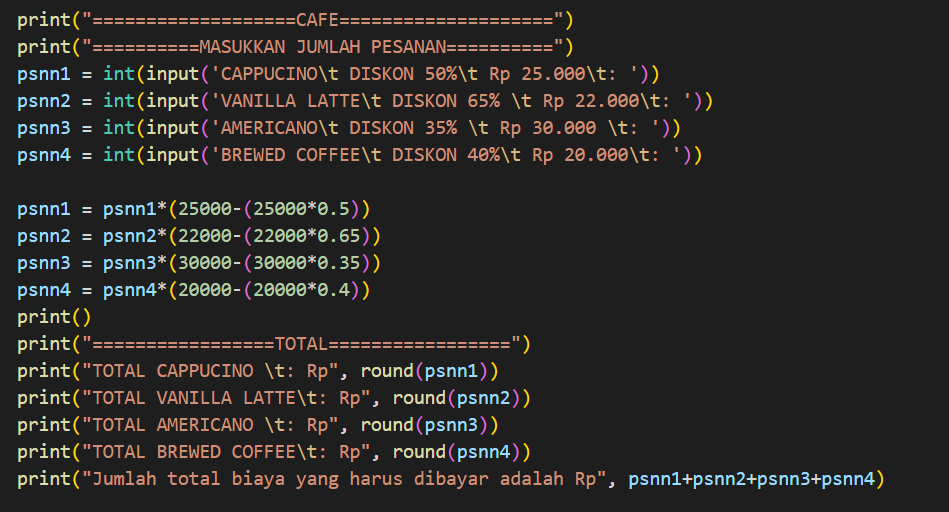 print("===================CAFE====================")
print("==========MASUKKAN JUMLAH PESANAN==========")
psnn1 = int(input('CAPPUCINO\t DISKON 50%\t Rp 25.000\t: '))
psnn2 = int(input('VANILLA LATTE\t DISKON 65% \t Rp 22.000\t: '))
psnn3 = int(input('AMERICANO\t DISKON 35% \t Rp 30.000 \t: '))
psnn4 = int(input('BREWED COFFEE\t DISKON 40%\t Rp 20.000\t: '))
psnn1 = psnn1*(25000-(25000*0.5))
psnn2 = psnn2*(22000-(22000*0.65))
psnn3 = psnn3*(30000-(30000*0.35))
psnn4 = psnn4*(20000-(20000*0.4))
print()
print("=================TOTAL=================")
print("TOTAL CAPPUCINO \t: Rp", round(psnn1))
print("TOTAL VANILLA LATTE\t: Rp", round(psnn2))
print("TOTAL AMERICANO \t: Rp", round(psnn3))
print("TOTAL BREWED COFFEE\t: Rp", round(psnn4))
print("Jumlah total biaya yang harus dibayar adalah Rp", psnn1+psnn2+psnn3+psnn4)